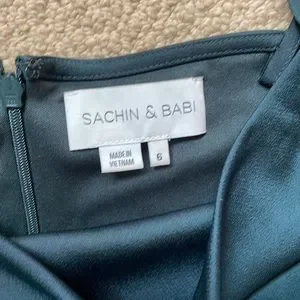 SACHIN & BABI
MADE IN
VIETNAM
6